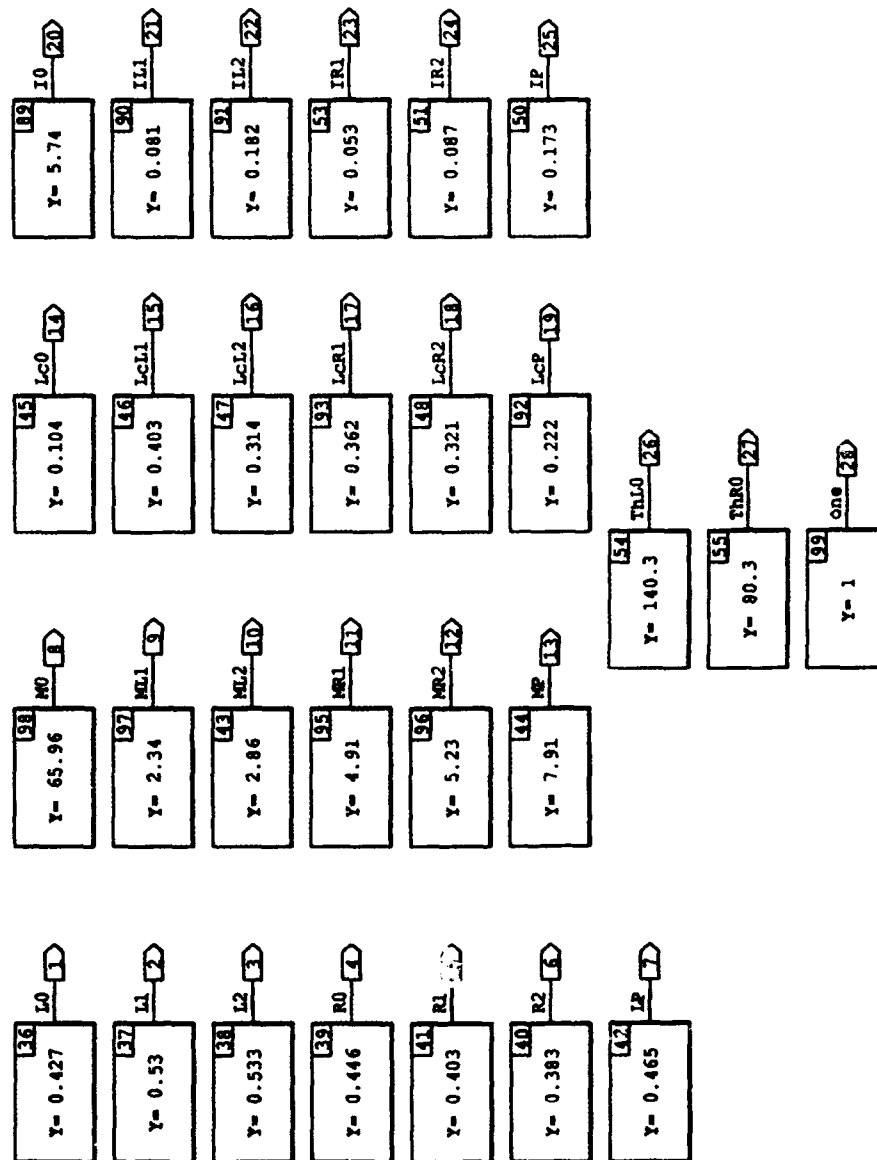 89
Y= 5.74
I0
20
90
Y= 0.081
IL1
21
91
Y= 0.182
IL2
22
53
Y= 0.053
IR1
23
51
Y= 0.087
IR2
24
50
Y= 0.173
IP
25
45
Y= 0.104
Lc0
14
46
Y= 0.403
LcL1
15
47
Y= 0.314
LcL2
16
93
Y= 0.362
LcR1
17
48
Y= 0.321
LcR2
18
92
Y= 0.222
LcP
19
54
Y= 140.3
ThL0
26
55
Y= 80.3
ThR0
27
99
Y= 1
one
28
98
Y= 65.96
M0
8
97
Y= 2.34
ML1
9
43
Y= 2.86
ML2
10
95
Y= 4.91
MR1
11
96
Y= 5.23
MR2
12
44
Y= 7.91
MP
13
36
Y= 0.427
L0
1
37
Y= 0.53
L1
2
38
Y= 0.533
L2
3
39
Y= 0.446
R0
4
41
Y= 0.403
R1
40
Y= 0.383
R2
6
42
Y= 0.465
LP
7